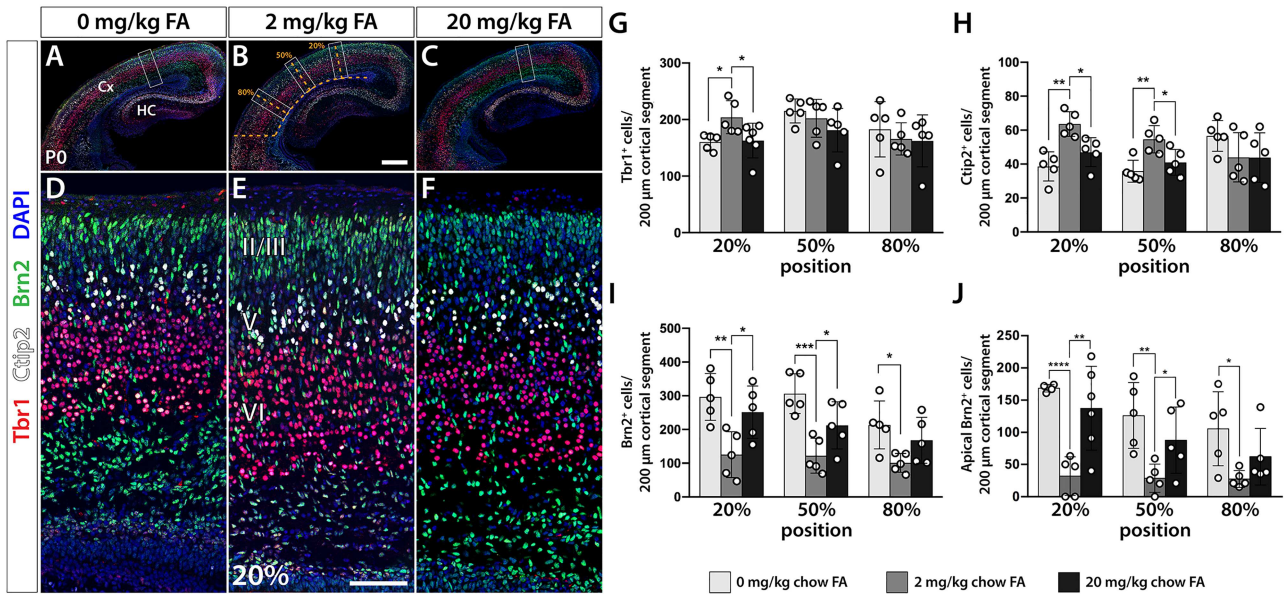 0 mg/kg FA
2 mg/kg FA
20 mg/kg FA
Tbr1 Ctip2 Brn2 DAPI
A
Cx
HC
P0
B
20%
50%
80%
C
D
E
II/III
V
VI
20%
F
G
Tbr1+ cells/
200 µm cortical segment
300
200
100
0
* *
20%
50%
80%
position
H
Ctip2+ cells/
200 µm cortical segment
100
80
60
40
20
0
** *
** *
20%
50%
80%
position
I
Brn2+ cells/
200 µm cortical segment
500
400
300
200
100
0
** *
*** *
*
20%
50%
80%
position
J
Apical Brn2+ cells/
200 µm cortical segment
250
200
150
100
50
0
**** **
** *
*
20%
50%
80%
position
0 mg/kg chow FA
2 mg/kg chow FA
20 mg/kg chow FA